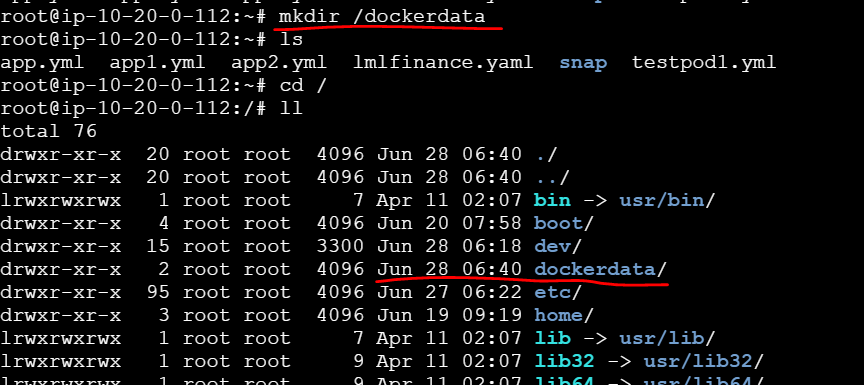 root@ip-10-20-0-112:~# mkdir /dockerdata
root@ip-10-20-0-112:~# ls
app.yml  app1.yml  app2.yml  lmlfinance.yaml  snap  testpod1.yml
root@ip-10-20-0-112:~# cd /
root@ip-10-20-0-112:/# ll
total 76
drwxr-xr-x  20 root root  4096 Jun 28 06:40 ./
drwxr-xr-x  20 root root  4096 Jun 28 06:40 ../
lrwxrwxrwx   1 root root     7 Apr 11 02:07 bin -> usr/bin/
drwxr-xr-x   4 root root  4096 Jun 20 07:58 boot/
drwxr-xr-x  15 root root  3300 Jun 28 06:18 dev/
drwxr-xr-x   2 root root  4096 Jun 28 06:40 dockerdata/
drwxr-xr-x  95 root root  4096 Jun 27 06:22 etc/
drwxr-xr-x   3 root root  4096 Jun 19 09:19 home/
lrwxrwxrwx   1 root root     7 Apr 11 02:07 lib -> usr/lib/
lrwxrwxrwx   1 root root     9 Apr 11 02:07 lib32 -> usr/lib32/
lrwxrwxrwx   1 root root     9 Apr 11 02:07 lib64 -> usr/lib64/